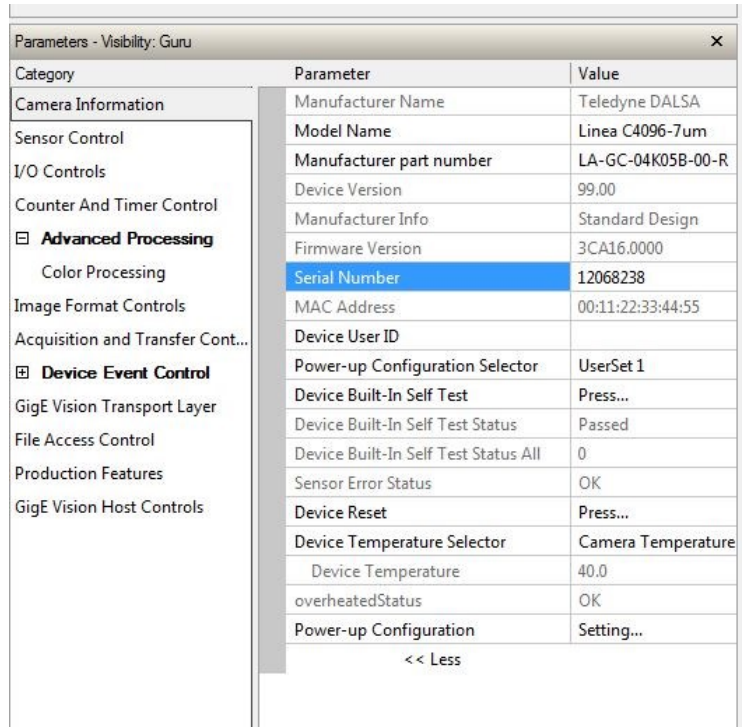 Parameters - Visibility: Guru ×
Category Parameter Value
Camera Information
Sensor Control
I/O Controls
Counter And Timer Control
Advanced Processing
Color Processing
Image Format Controls
Acquisition and Transfer Cont...
Device Event Control
GigE Vision Transport Layer
File Access Control
Production Features
GigE Vision Host Controls
Manufacturer Name Teledyne DALSA
Model Name Linea C4096-7um
Manufacturer part number LA-GC-04K05B-00-R
Device Version 99.00
Manufacturer Info Standard Design
Firmware Version 3CA16.0000
Serial Number 12068238
MAC Address 00:11:22:33:44:55
Device User ID
Power-up Configuration Selector UserSet 1
Device Built-In Self Test Press...
Device Built-In Self Test Status Passed
Device Built-In Self Test Status All 0
Sensor Error Status OK
Device Reset Press...
Device Temperature Selector Camera Temperature
Device Temperature 40.0
overheatedStatus OK
Power-up Configuration Setting...
<< Less